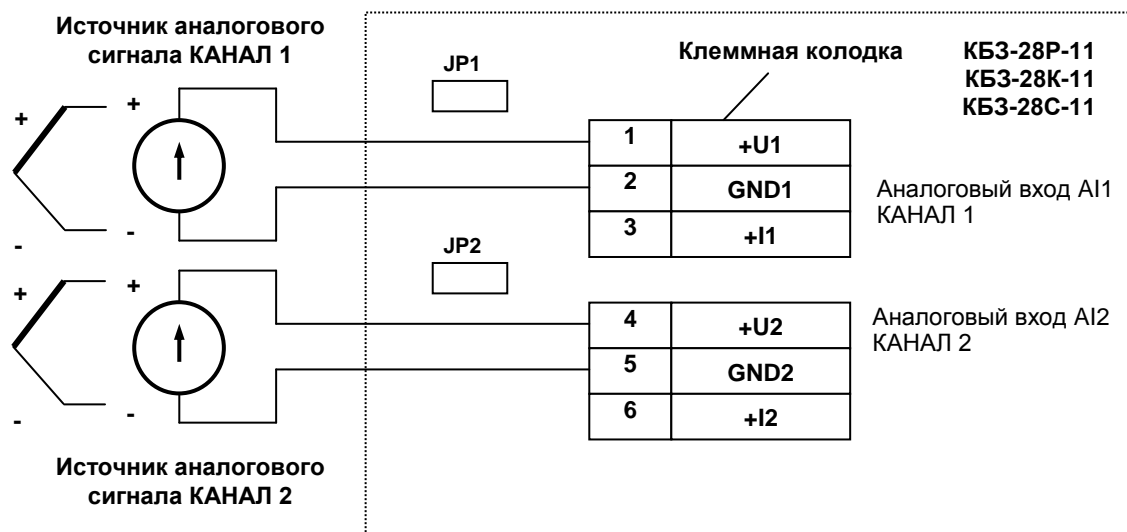 Источник аналогового
сигнала КАНАЛ 1
JP1
Клеммная колодка
КБЗ-28Р-11
КБЗ-28К-11
КБЗ-28С-11
+ +
1 +U1
2 GND1
3 +I1
Аналоговый вход AI1
КАНАЛ 1
- -
JP2
+ +
4 +U2
5 GND2
6 +I2
Аналоговый вход AI2
КАНАЛ 2
- -
Источник аналогового
сигнала КАНАЛ 2